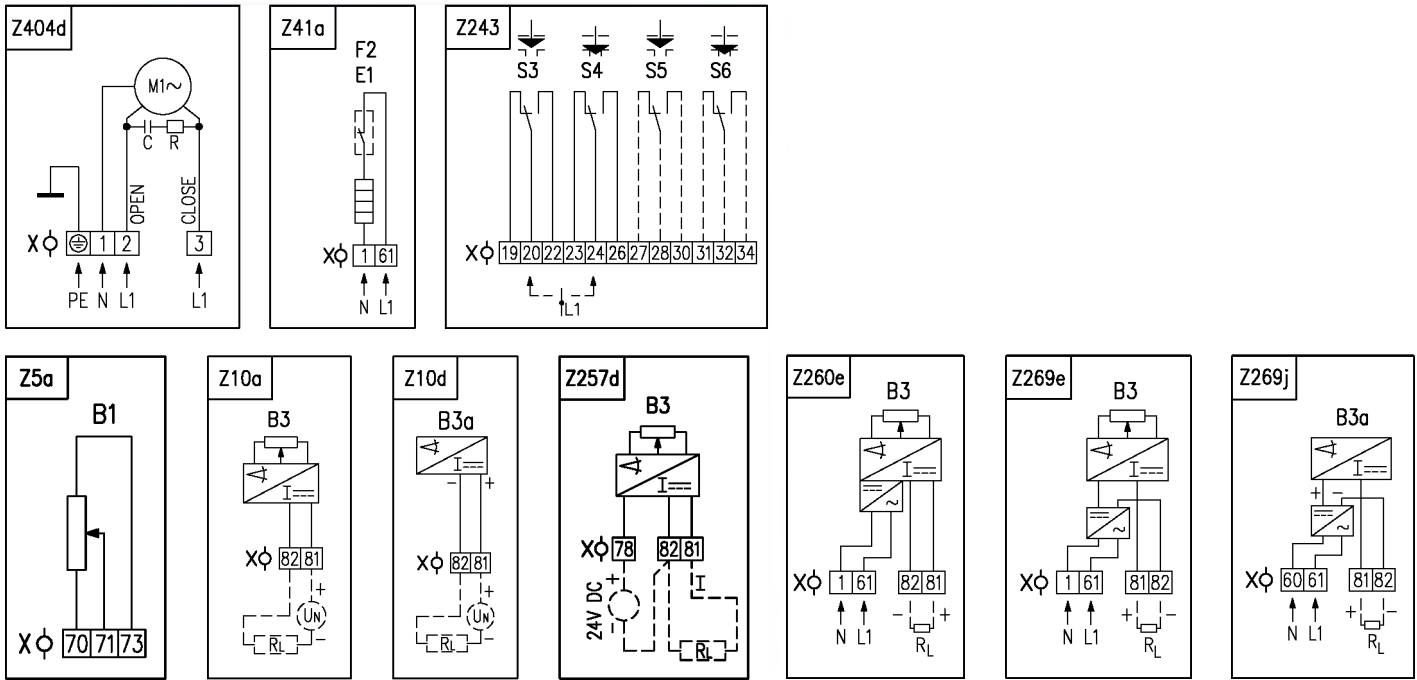 Z404d
M1~
C R
OPEN
CLOSE
X 1 2 3
PE N L1 L1
Z41a
F2
E1
X 1 61
N L1
Z243
S3 S4 S5 S6
X 19 20 22 23 24 26 27 28 30 31 32 34
L1
Z5a
B1
X 70 71 73
Z10a
B3
I
X 82 81
+
UN
-
RL
Z10d
B3a
I
- +
X 82 81
+
UN
-
RL
Z257d
B3
I
X 78 82 81
+ I
24V DC
-
RL
Z260e
B3
I
~
X 1 61 82 81
- +
N L1 RL
Z269e
B3
I
~
X 1 61 81 82
+ -
N L1 RL
Z269j
B3a
I
+ -
~
X 60 61 81 82
+ -
N L1 RL